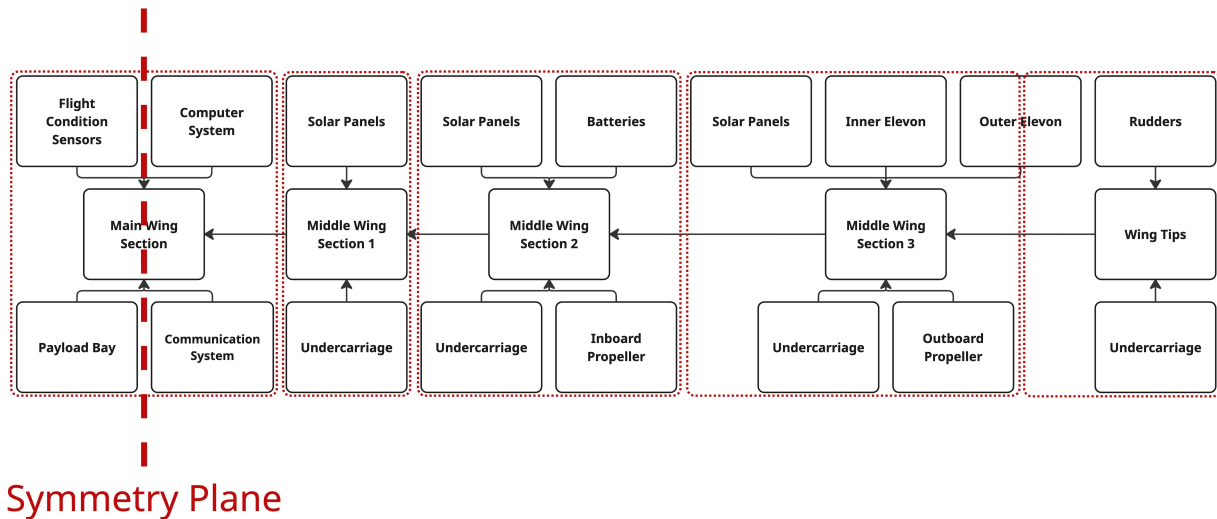 Flight
Condition
Sensors
Computer
System
Solar Panels
Solar Panels
Batteries
Solar Panels
Inner Elevon
Outer Elevon
Rudders
Main Wing
Section
Middle Wing
Section 1
Middle Wing
Section 2
Middle Wing
Section 3
Wing Tips
Payload Bay
Communication
System
Undercarriage
Undercarriage
Inboard
Propeller
Undercarriage
Outboard
Propeller
Undercarriage
Symmetry Plane